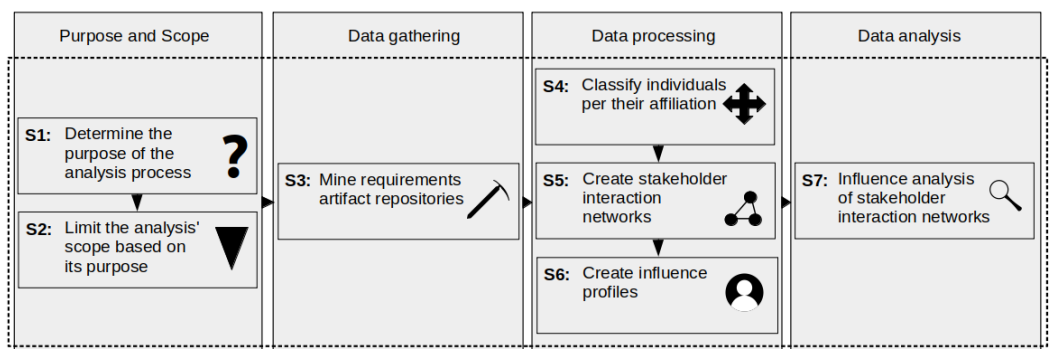 Purpose and Scope
Data gathering
Data processing
Data analysis
S1: Determine the
purpose of the
analysis process
?
S2: Limit the analysis'
scope based on
its purpose
S3: Mine requirements
artifact repositories
S4: Classify individuals
per their affiliation
S5: Create stakeholder
interaction
networks
S6: Create influence
profiles
S7: Influence analysis
of stakeholder
interaction networks